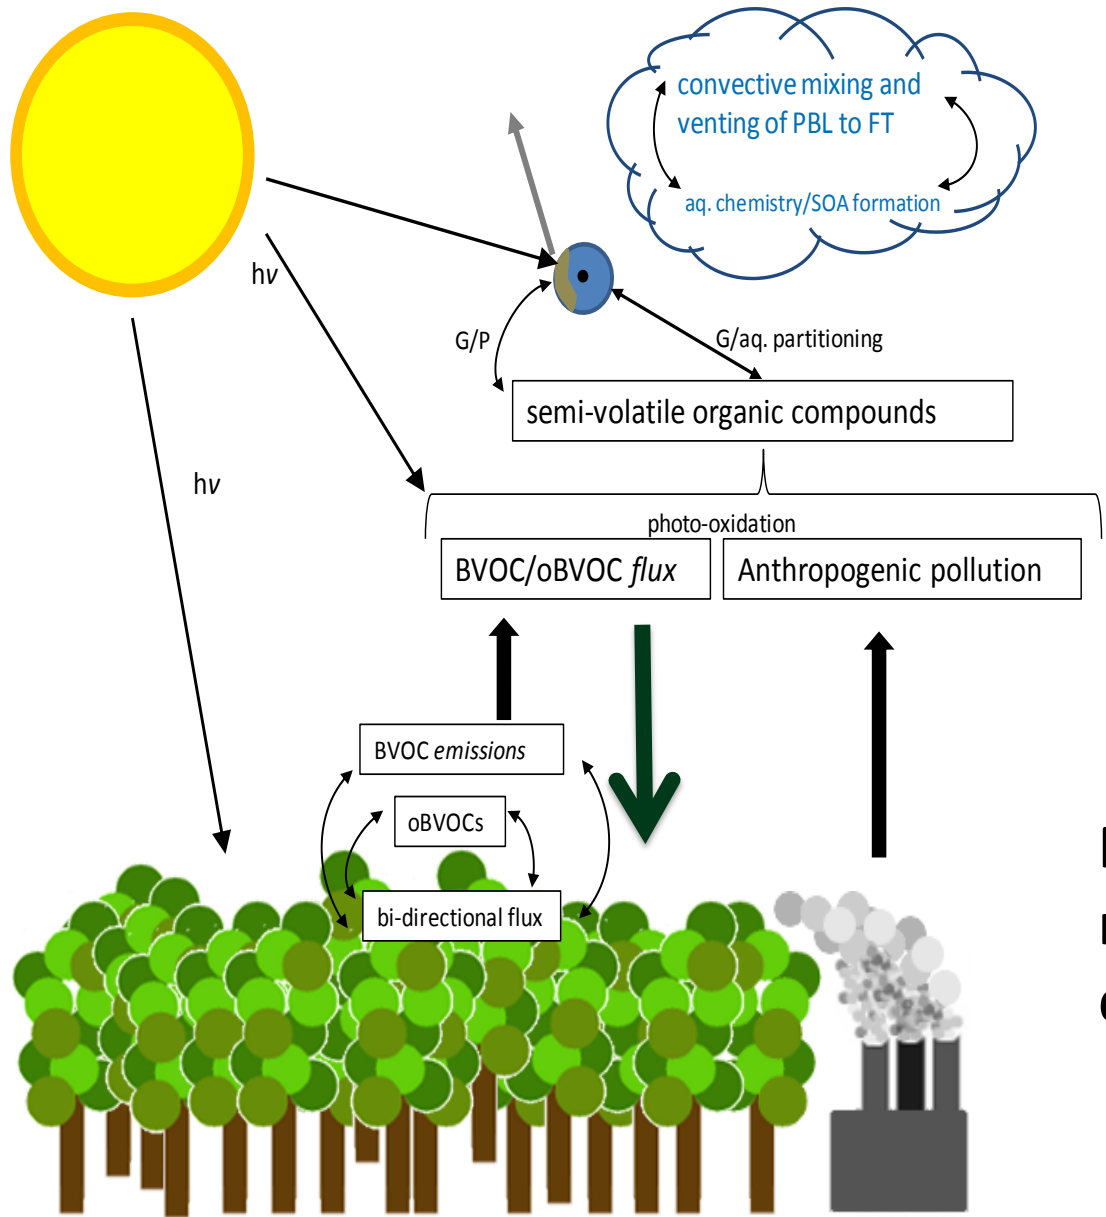 convective mixing and
venting of PBL to FT
aq. chemistry/SOA formation
hν
G/P
G/aq. partitioning
semi-volatile organic compounds
hν
photo-oxidation
BVOC/oBVOC flux
Anthropogenic pollution
BVOC emissions
oBVOCs
bi-directional flux